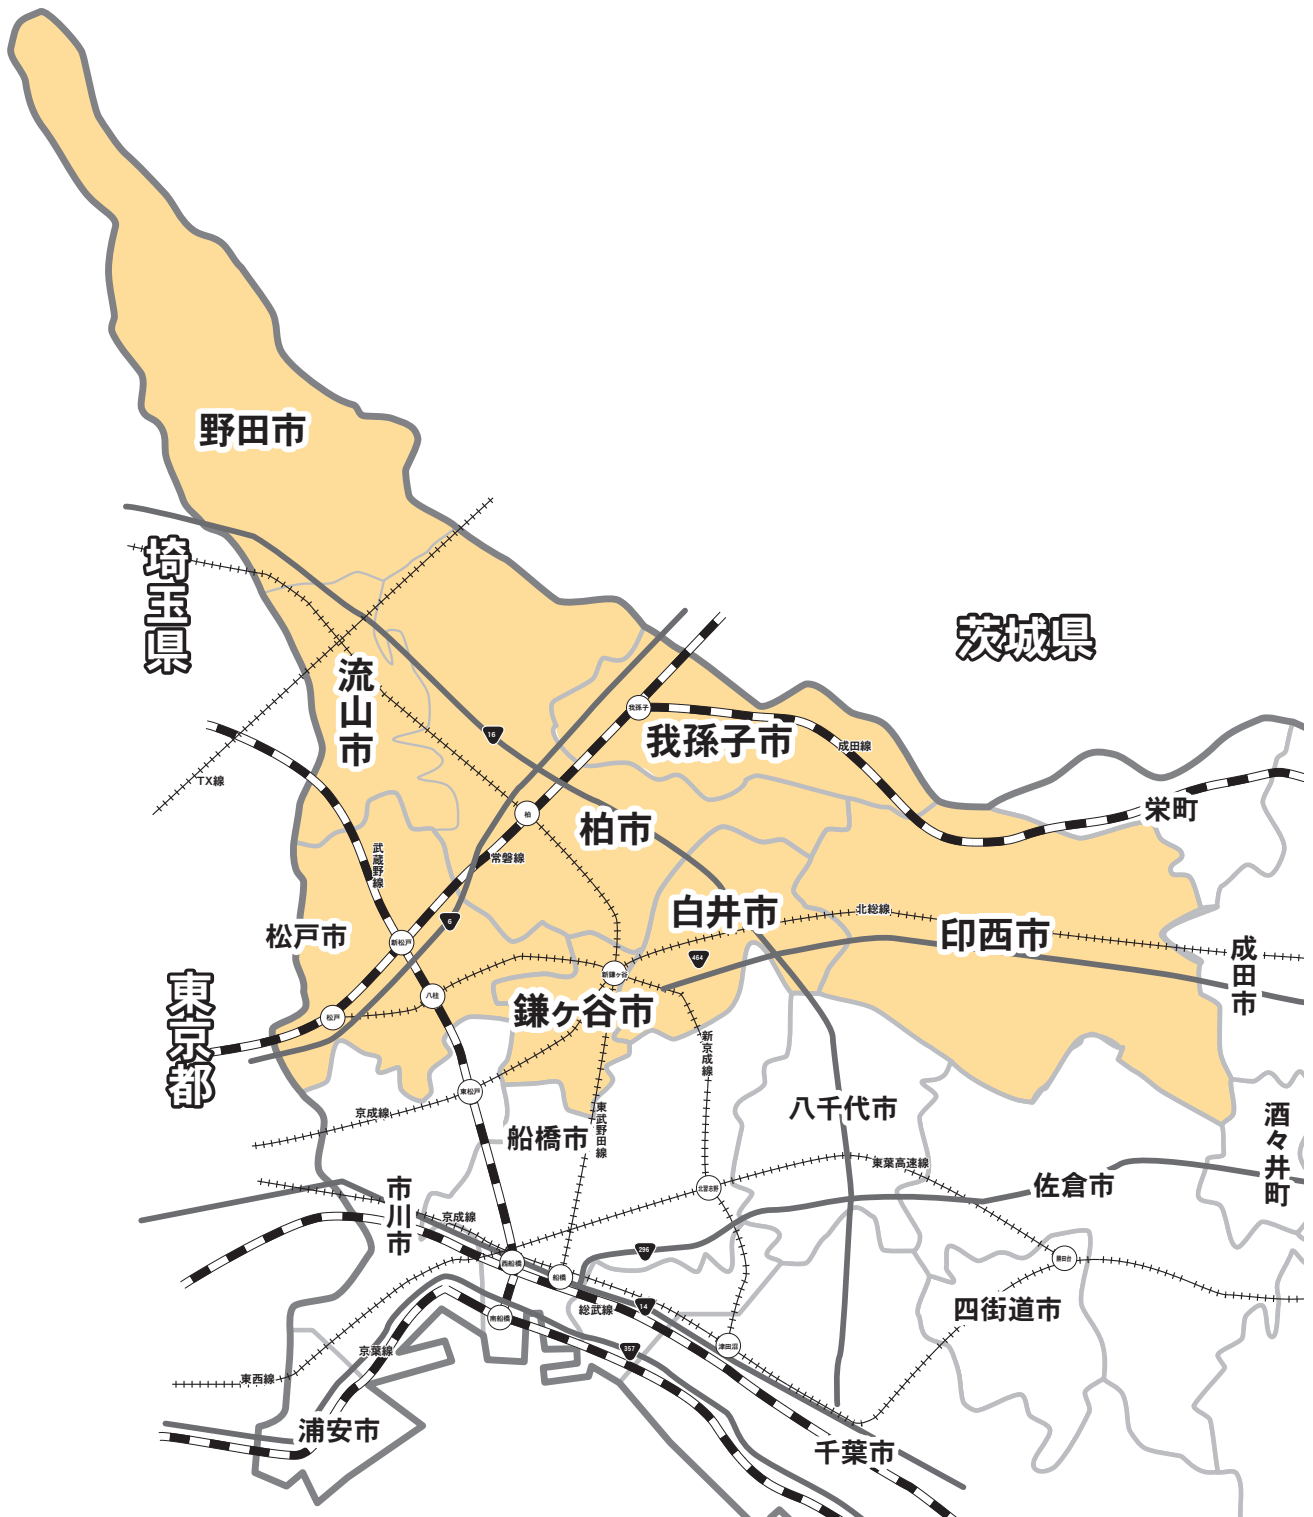 野田市
埼玉県
茨城県
流山市
16
我孫子
我孫子市
成田線
TX線
栄町
柏
柏市
武蔵野線
常磐線
白井市
北総線
6
松戸市
新松戸
印西市
成田市
464
新鎌ヶ谷
八柱
東京都
鎌ヶ谷市
松戸
新京成線
東松戸
京成線
東武野田線
八千代市
酒々井町
船橋市
東葉高速線
佐倉市
市川市
北習志野
京成線
296
西船橋
船橋
勝田台
総武線
14
南船橋
四街道市
357
津田沼
京葉線
東西線
浦安市
千葉市